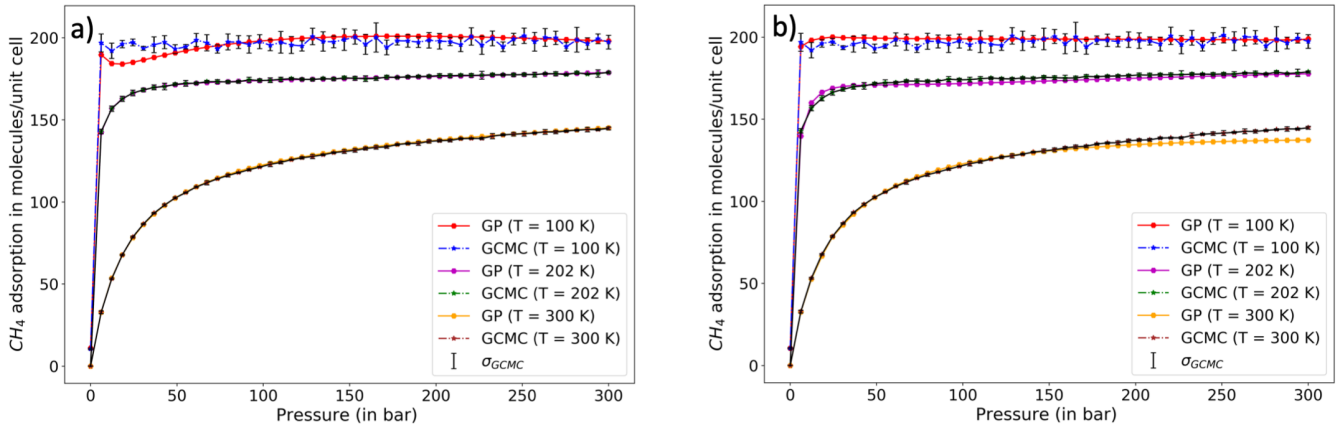 a)
CH4 adsorption in molecules/unit cell
200
150
100
50
0
0 50 100 150 200 250 300
Pressure (in bar)
GP (T = 100 K)
GCMC (T = 100 K)
GP (T = 202 K)
GCMC (T = 202 K)
GP (T = 300 K)
GCMC (T = 300 K)
σGCMC
b)
CH4 adsorption in molecules/unit cell
200
150
100
50
0
0 50 100 150 200 250 300
Pressure (in bar)
GP (T = 100 K)
GCMC (T = 100 K)
GP (T = 202 K)
GCMC (T = 202 K)
GP (T = 300 K)
GCMC (T = 300 K)
σGCMC